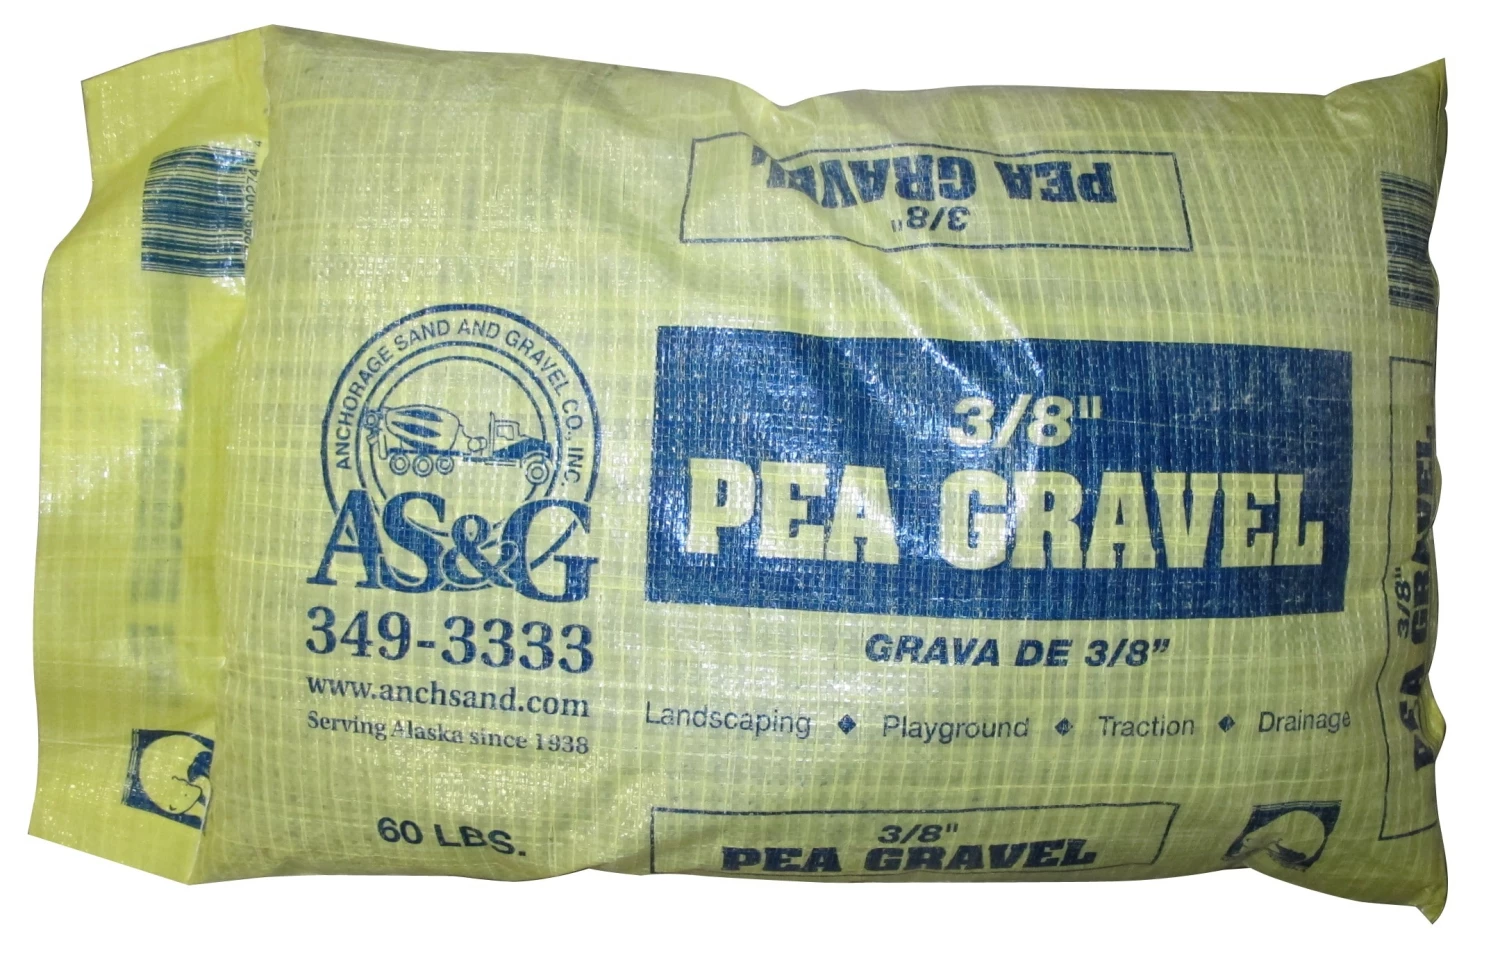 3/8"
PEA GRAVEL
ANCHORAGE SAND AND GRAVEL CO., INC.
AS&G
349-3333
www.anchsand.com
Serving Alaska since 1938
60 LBS.
3/8"
PEA GRAVEL
GRAVA DE 3/8”
Landscaping ◆ Playground ◆ Traction ◆ Drainage
3/8"
PEA GRAVEL
3/8"
PEA GRAVEL